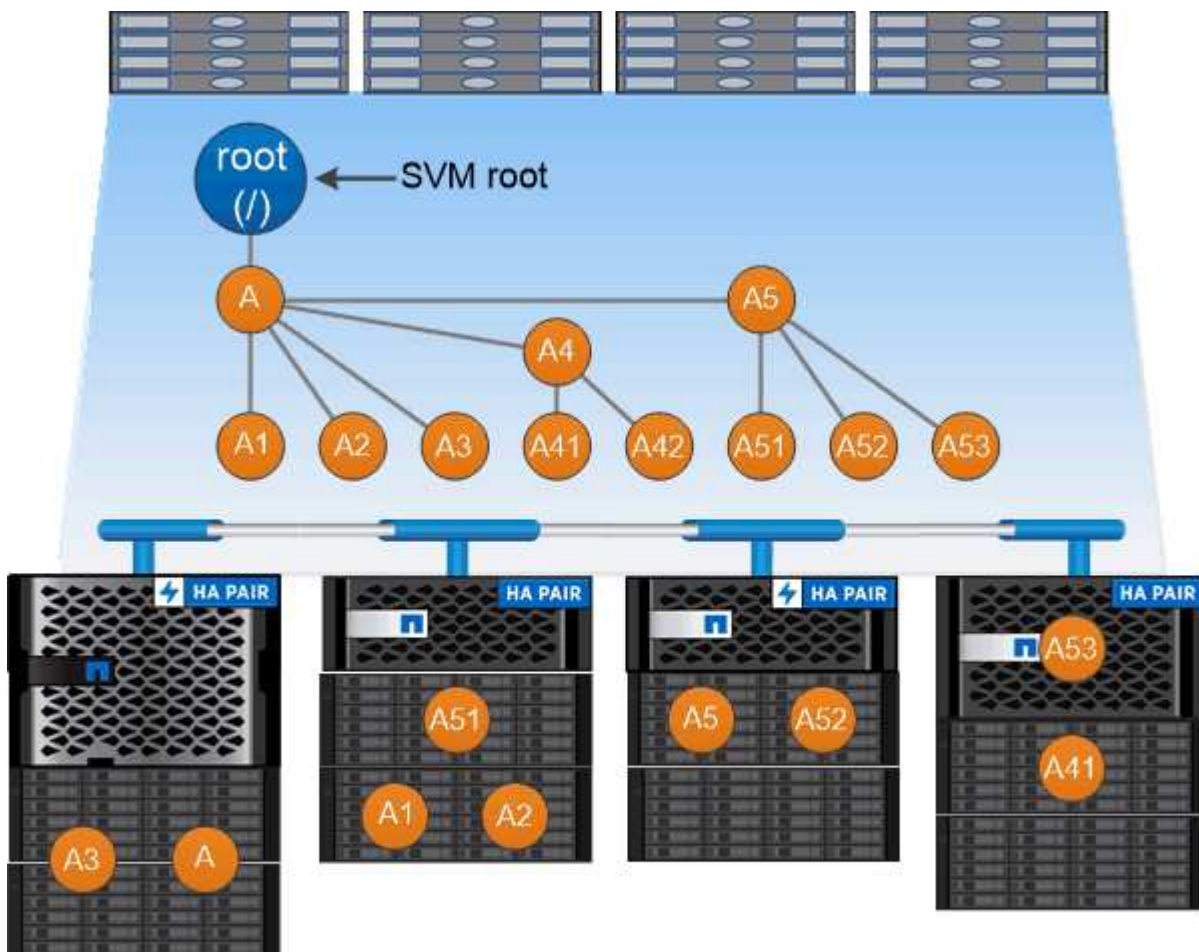 root
(/)
SVM root
A
A5
A4
A1
A2
A3
A41
A42
A51
A52
A53
HA PAIR
HA PAIR
HA PAIR
HA PAIR
A53
A51
A5
A52
A41
A1
A2
A3
A